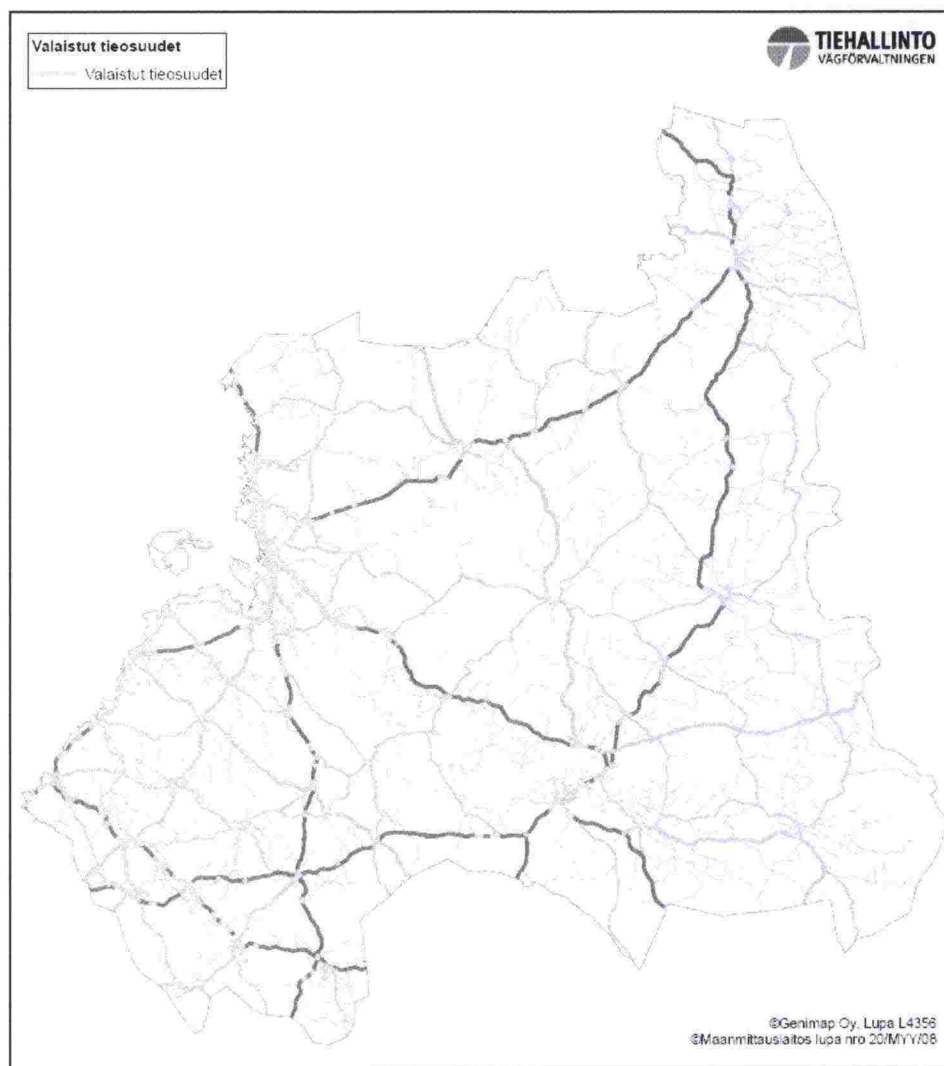 Valaistut tieosuudet
Valaistut tieosuudet
TIEHALLINTO
VÄGFÖRVALTNINGEN
©Genimap Oy, Lupa L4356
©Maanmittauslaitos lupa nro 20/MYY/08